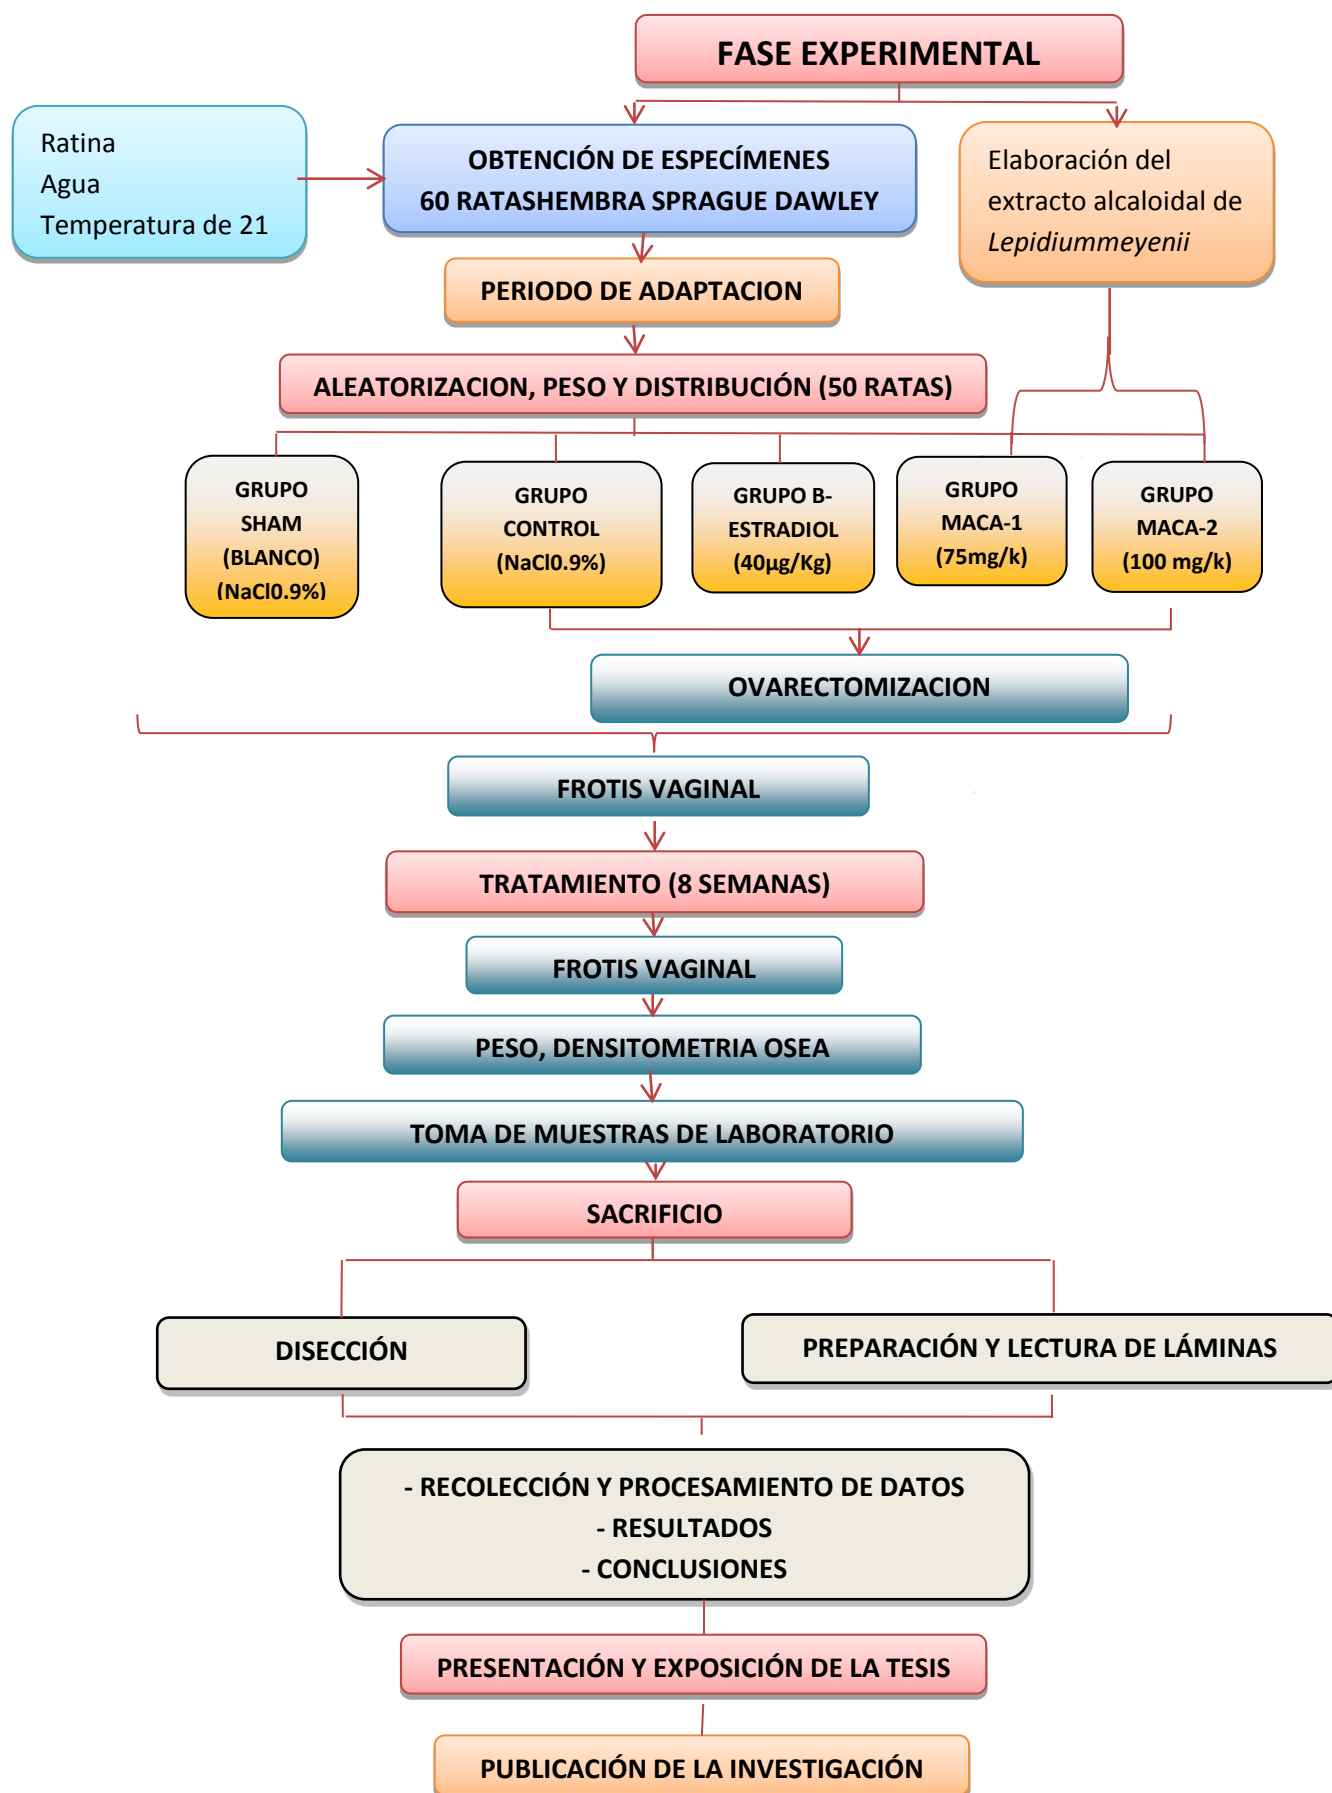 FASE EXPERIMENTAL
Ratina
Agua
Temperatura de 21
OBTENCIÓN DE ESPECÍMENES
60 RATASHEMBRA SPRAGUE DAWLEY
Elaboración del
extracto alcaloidal de
Lepidiummeyenii
PERIODO DE ADAPTACION
ALEATORIZACION, PESO Y DISTRIBUCIÓN (50 RATAS)
GRUPO
SHAM
(BLANCO)
(NaCl0.9%)
GRUPO
CONTROL
(NaCl0.9%)
GRUPO B-
ESTRADIOL
(40µg/Kg)
GRUPO
MACA-1
(75mg/k)
GRUPO
MACA-2
(100 mg/k)
OVARECTOMIZACION
FROTIS VAGINAL
TRATAMIENTO (8 SEMANAS)
FROTIS VAGINAL
PESO, DENSITOMETRIA OSEA
TOMA DE MUESTRAS DE LABORATORIO
SACRIFICIO
DISECCIÓN
PREPARACIÓN Y LECTURA DE LÁMINAS
- RECOLECCIÓN Y PROCESAMIENTO DE DATOS
- RESULTADOS
- CONCLUSIONES
PRESENTACIÓN Y EXPOSICIÓN DE LA TESIS
PUBLICACIÓN DE LA INVESTIGACIÓN